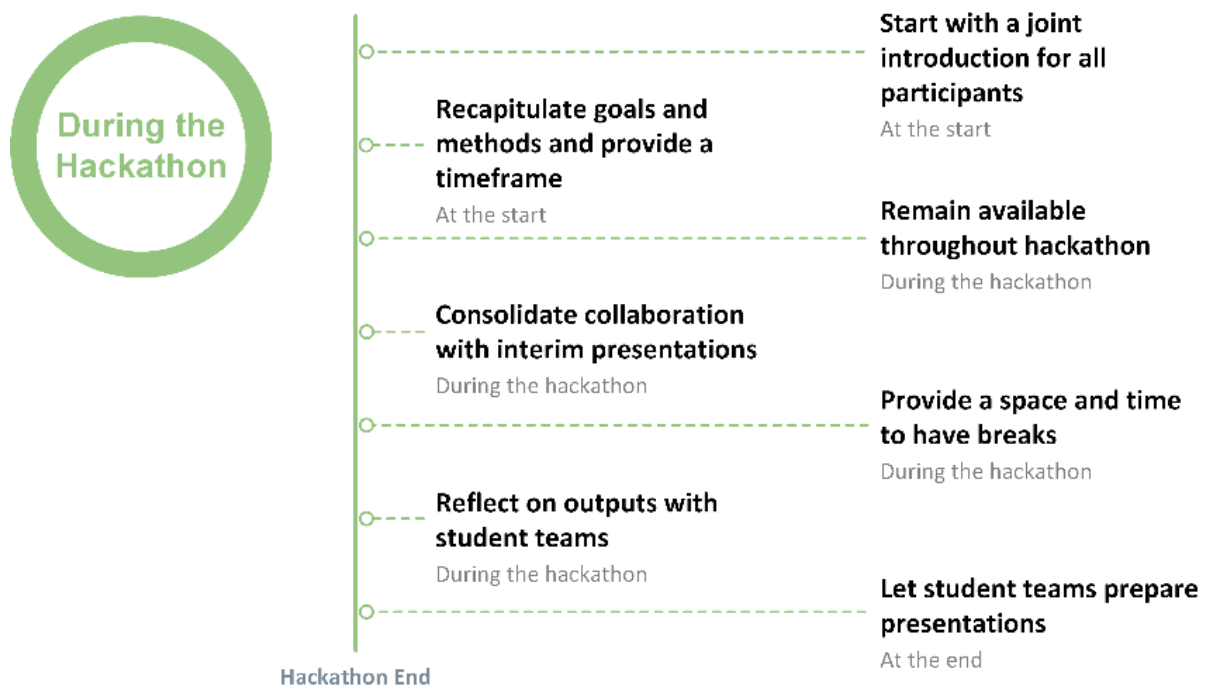 During the
Hackathon
Start with a joint
introduction for all
participants
At the start
Recapitulate goals and
methods and provide a
timeframe
At the start
Remain available
throughout hackathon
During the hackathon
Consolidate collaboration
with interim presentations
During the hackathon
Provide a space and time
to have breaks
During the hackathon
Reflect on outputs with
student teams
During the hackathon
Let student teams prepare
presentations
At the end
Hackathon End